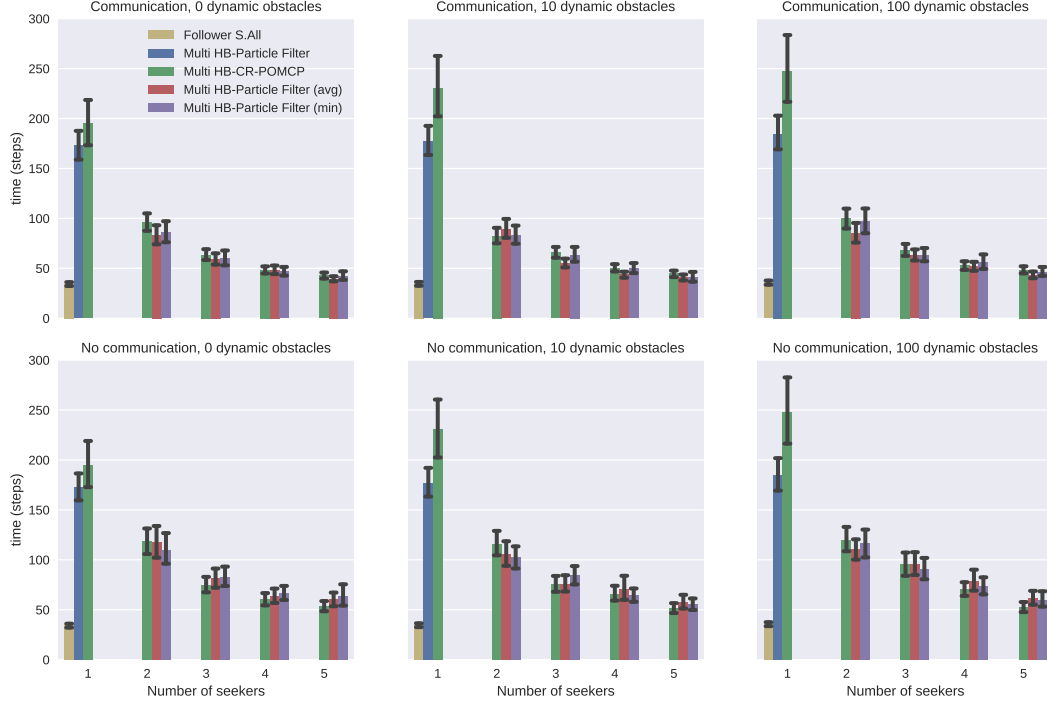 Communication, 0 dynamic obstacles
Communication, 10 dynamic obstacles
Communication, 100 dynamic obstacles
300
250
200
150
100
50
0
time (steps)
Follower S.All
Multi HB-Particle Filter
Multi HB-CR-POMCP
Multi HB-Particle Filter (avg)
Multi HB-Particle Filter (min)
No communication, 0 dynamic obstacles
No communication, 10 dynamic obstacles
No communication, 100 dynamic obstacles
300
250
200
150
100
50
0
time (steps)
1 2 3 4 5
1 2 3 4 5
1 2 3 4 5
Number of seekers
Number of seekers
Number of seekers